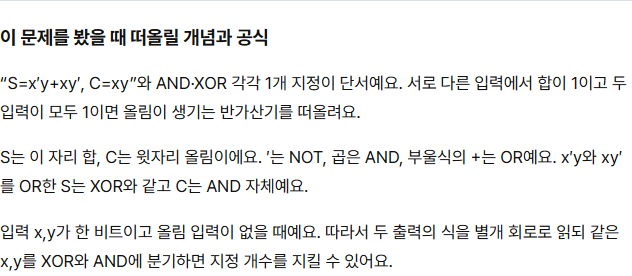 이 문제를 봤을 때 떠올릴 개념과 공식
“S=x′y+xy′, C=xy”와 AND·XOR 각각 1개 지정이 단서예요. 서로 다른 입력에서 합이 1이고 두
입력이 모두 1이면 올림이 생기는 반가산기를 떠올려요.
S는 이 자리 합, C는 윗자리 올림이에요. ′는 NOT, 곱은 AND, 부울식의 +는 OR예요. x′y와 xy′
를 OR한 S는 XOR와 같고 C는 AND 자체예요.
입력 x,y가 한 비트이고 올림 입력이 없을 때예요. 따라서 두 출력의 식을 별개 회로로 읽되 같은
x,y를 XOR와 AND에 분기하면 지정 개수를 지킬 수 있어요.